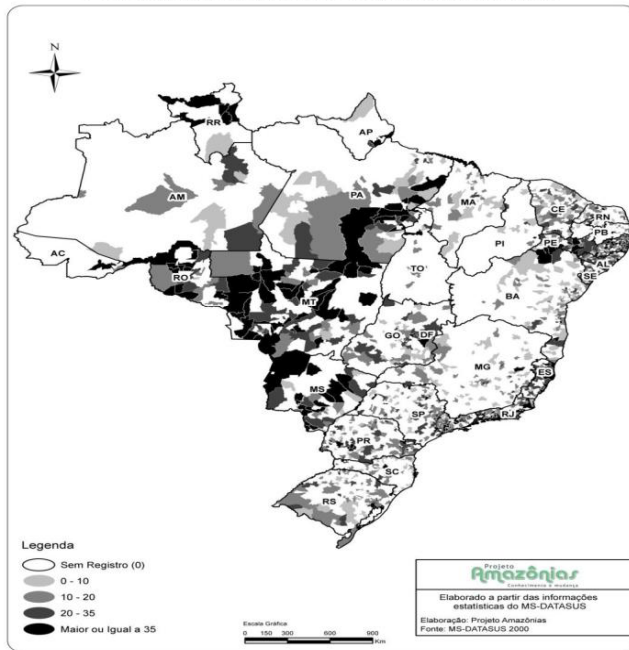 N
RR
AP
AM
PA
MA
CE
RN
PB
PI
PE
AC
AL
TO
SE
RO
BA
MT
GO
DF
MG
ES
MS
SP
RJ
PR
SC
RS
Legenda
Sem Registro (0)
0 - 10
10 - 20
20 - 35
Maior ou Igual a 35
Escala Gráfica
0 130 300 600 900
Km
Projeto
Amazônias
Conhecimento e mudança
Elaborado a partir das informações
estatísticas do MS-DATASUS
Elaboração: Projeto Amazônias
Fonte: MS-DATASUS 2000